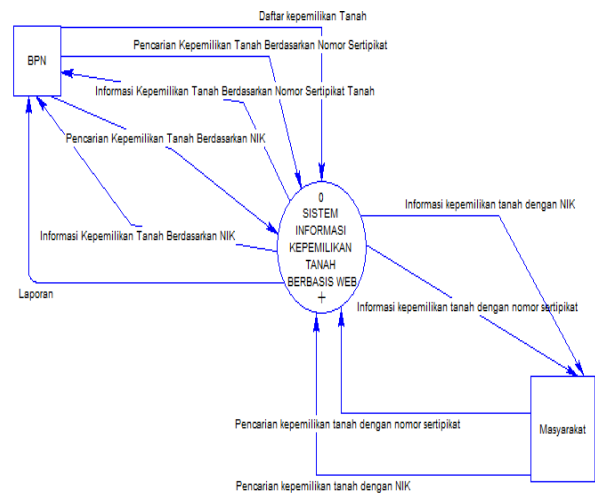 Daftar kepemilikan Tanah
Pencarian Kepemilikan Tanah Berdasarkan Nomor Sertipikat
BPN
Informasi Kepemilikan Tanah Berdasarkan Nomor Sertipikat Tanah
Pencarian Kepemilikan Tanah Berdasarkan NIK
0
SISTEM
INFORMASI
KEPEMILIKAN
TANAH
BERBASIS WEB
Informasi kepemilikan tanah dengan NIK
Informasi Kepemilikan Tanah Berdasarkan NIK
Laporan
Informasi kepemilikan tanah dengan nomor sertipikat
Pencarian kepemilikan tanah dengan nomor sertipikat
Masyarakat
Pencarian kepemilikan tanah dengan NIK